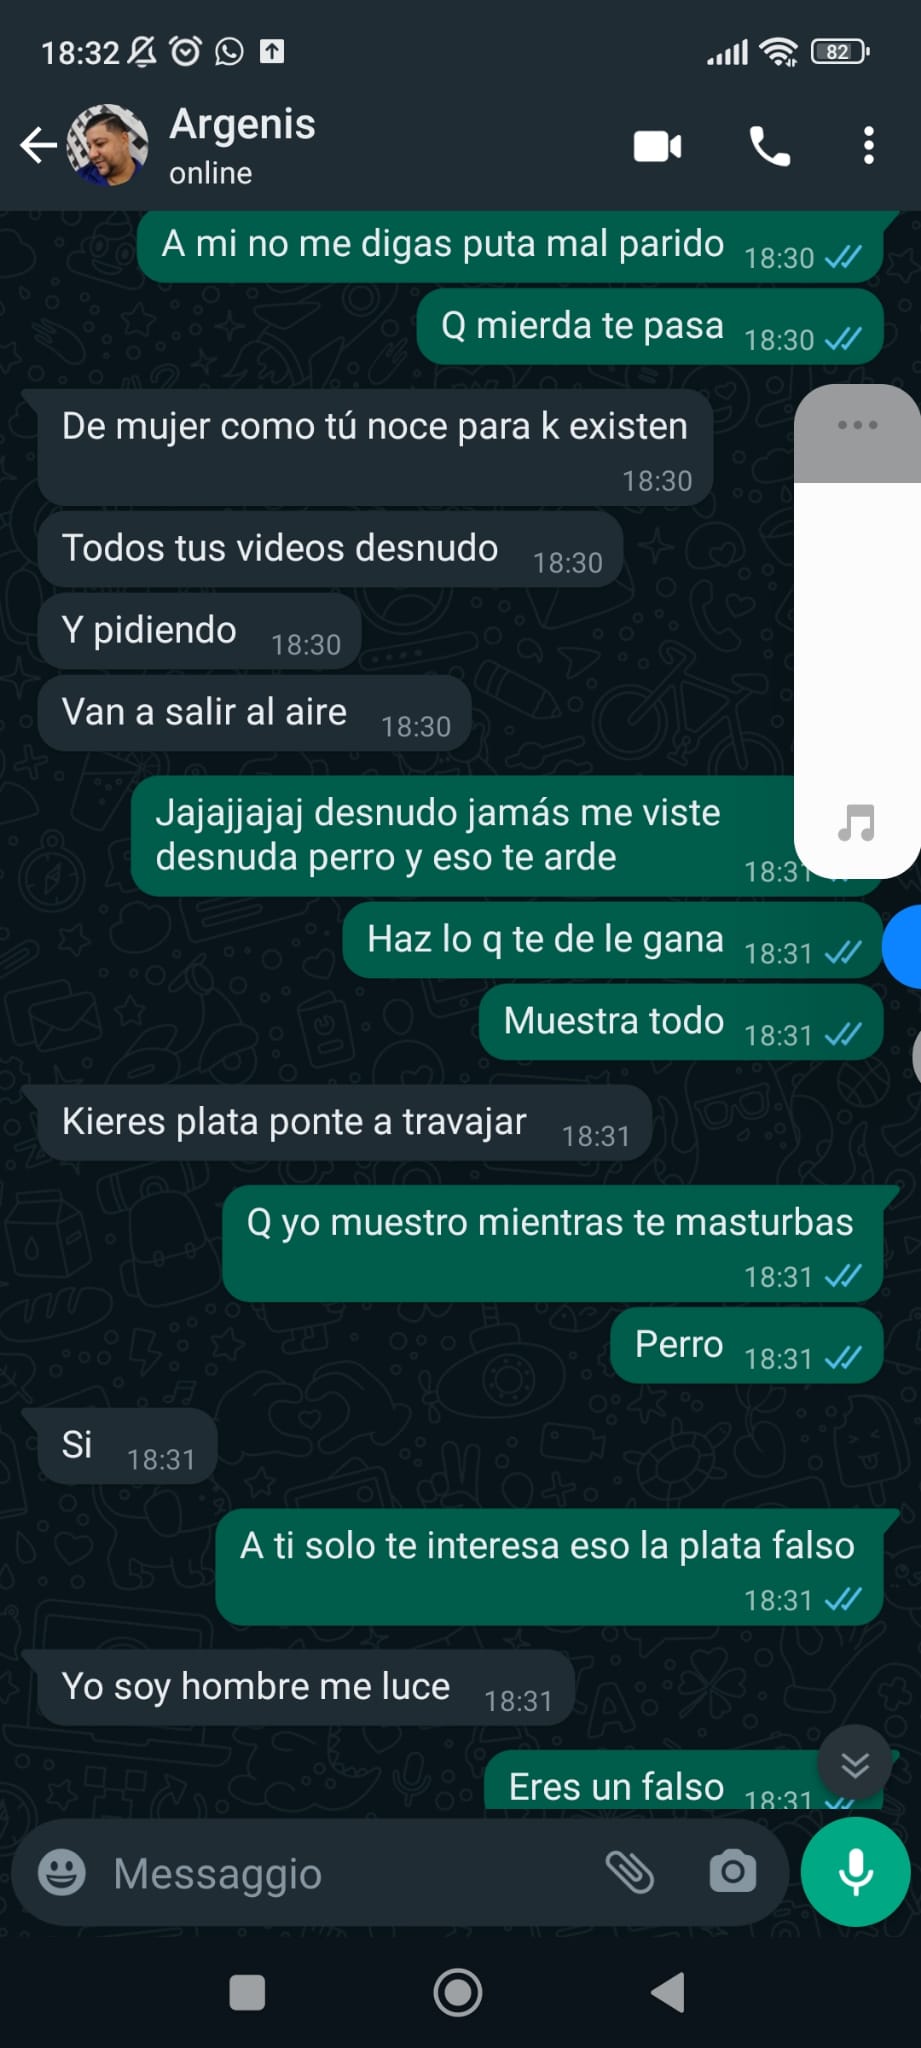 18:32
82
Argenis
online
A mi no me digas puta mal parido 18:30
Q mierda te pasa 18:30
De mujer como tú noce para k existen
18:30
Todos tus videos desnudo 18:30
Y pidiendo 18:30
Van a salir al aire 18:30
Jajajjajaj desnudo jamás me viste
desnuda perro y eso te arde 18:31
Haz lo q te de le gana 18:31
Muestra todo 18:31
Kieres plata ponte a travajar 18:31
Q yo muestro mientras te masturbas
18:31
Perro 18:31
Si 18:31
A ti solo te interesa eso la plata falso
18:31
Yo soy hombre me luce 18:31
Eres un falso 18:31
Messaggio